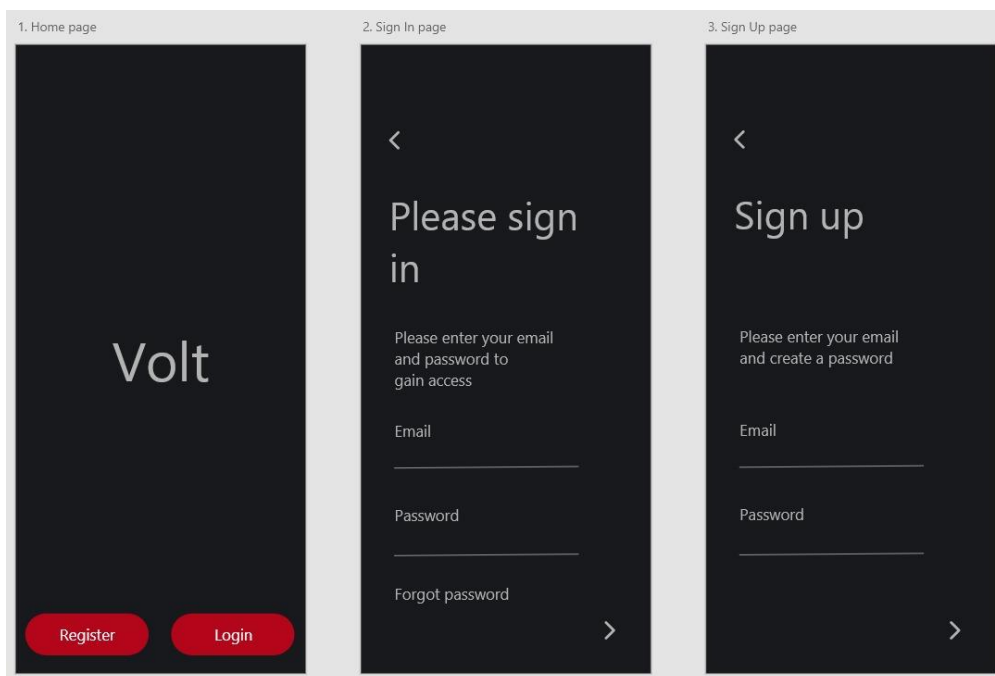 1. Home page
Volt
Register
Login
2. Sign In page
Please sign
in
Please enter your email
and password to
gain access
Email
Password
Forgot password
3. Sign Up page
Sign up
Please enter your email
and create a password
Email
Password